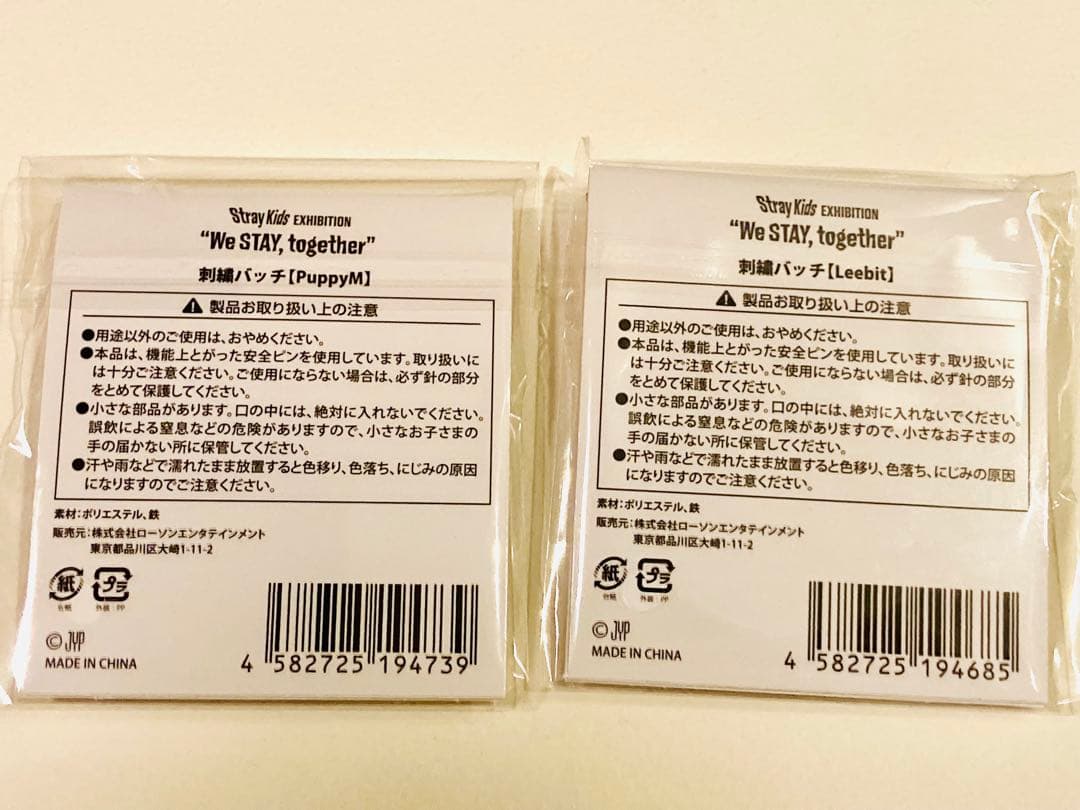 Stray Kids EXHIBITION
“We STAY, together”
刺繍バッチ【PuppyM】
製品お取り扱い上の注意
●用途以外のご使用は、おやめください。
●本品は、機能上とがった安全ピンを使用しています。取り扱いに
は十分ご注意ください。ご使用にならない場合は、必ず針の部分
をとめて保護してください。
●小さな部品があります。口の中には、絶対に入れないでください。
誤飲による窒息などの危険がありますので、小さなお子さまの
手の届かない所に保管してください。
●汗や雨などで濡れたまま放置すると色移り、色落ち、にじみの原因
になりますのでご注意ください。
素材:ポリエステル、鉄
販売元:株式会社ローソンエンタテインメント
東京都品川区大崎1-11-2
紙 プラ
台紙 外装:PP
© JYP
MADE IN CHINA
4 582725 194739
Stray Kids EXHIBITION
“We STAY, together”
刺繍バッチ【Leebit】
製品お取り扱い上の注意
●用途以外のご使用は、おやめください。
●本品は、機能上とがった安全ピンを使用しています。取り扱いに
は十分ご注意ください。ご使用にならない場合は、必ず針の部分
をとめて保護してください。
●小さな部品があります。口の中には、絶対に入れないでください。
誤飲による窒息などの危険がありますので、小さなお子さまの
手の届かない所に保管してください。
●汗や雨などで濡れたまま放置すると色移り、色落ち、にじみの原因
になりますのでご注意ください。
素材:ポリエステル、鉄
販売元:株式会社ローソンエンタテインメント
東京都品川区大崎1-11-2
紙 プラ
台紙 外装:PP
© JYP
MADE IN CHINA
4 582725 194685